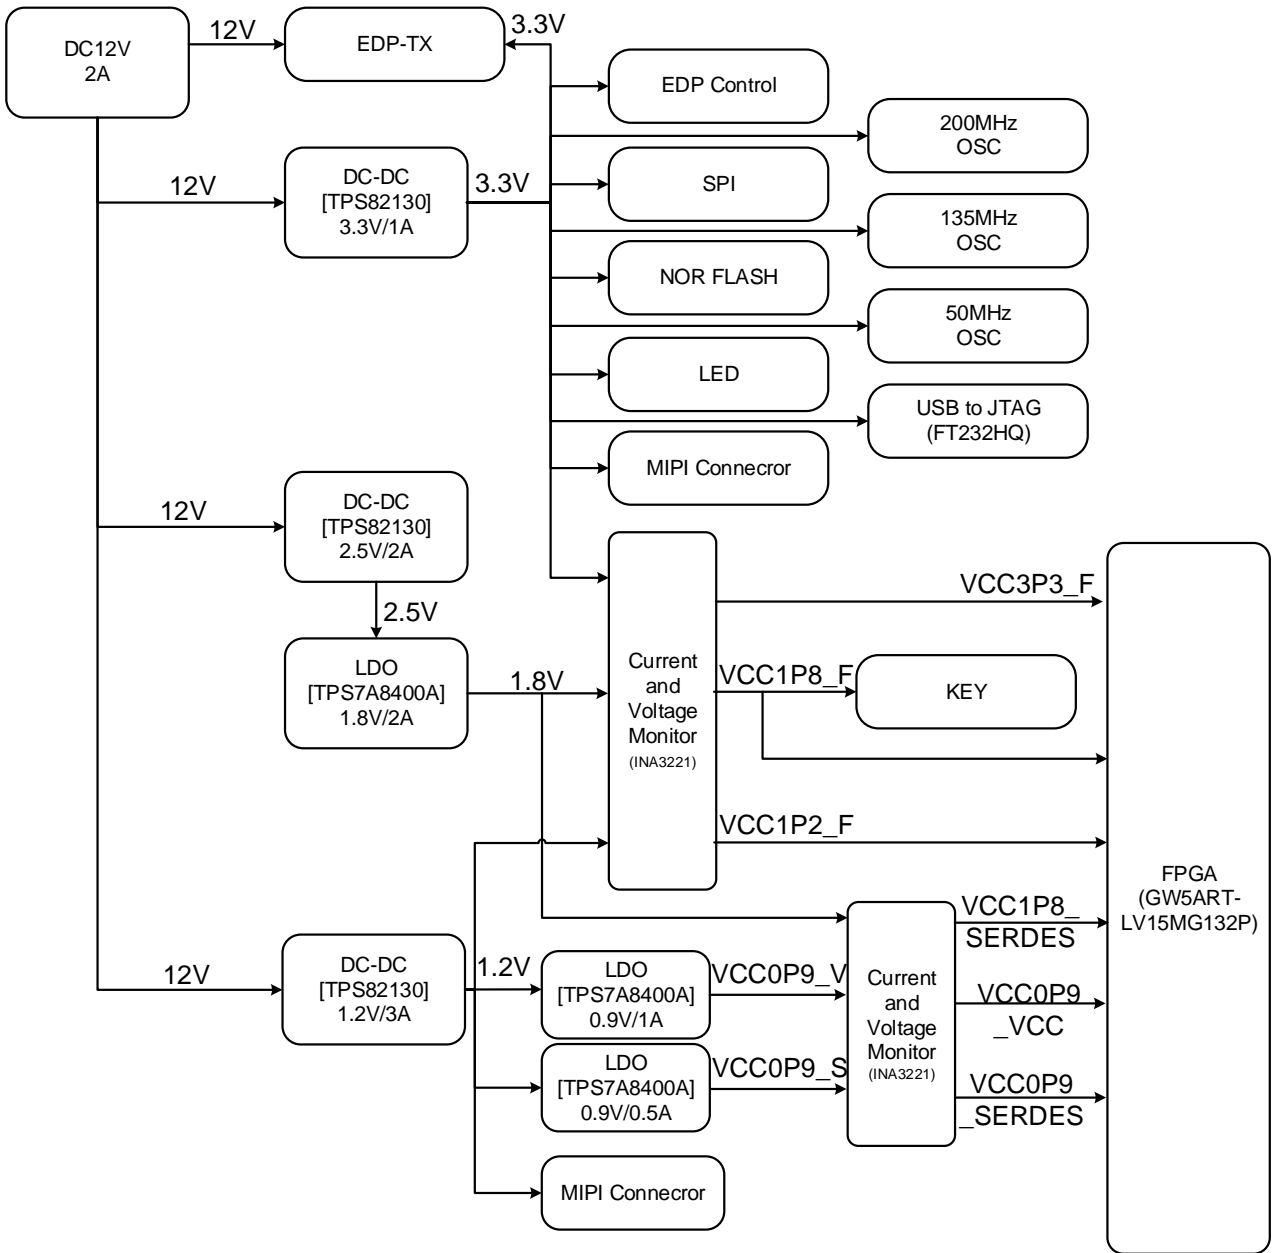 DC12V
2A
12V
EDP-TX
3.3V
EDP Control
200MHz
OSC
12V
DC-DC
[TPS82130]
3.3V/1A
3.3V
SPI
135MHz
OSC
NOR FLASH
50MHz
OSC
LED
USB to JTAG
(FT232HQ)
MIPI Connecror
12V
DC-DC
[TPS82130]
2.5V/2A
2.5V
LDO
[TPS7A8400A]
1.8V/2A
1.8V
Current
and
Voltage
Monitor
(INA3221)
VCC3P3_F
VCC1P8_F
KEY
VCC1P2_F
FPGA
(GW5ART-
LV15MG132P)
12V
DC-DC
[TPS82130]
1.2V/3A
1.2V
LDO
[TPS7A8400A]
0.9V/1A
VCC0P9_V
LDO
[TPS7A8400A]
0.9V/0.5A
VCC0P9_S
Current
and
Voltage
Monitor
(INA3221)
VCC1P8_
SERDES
VCC0P9
_VCC
VCC0P9
_SERDES
MIPI Connecror